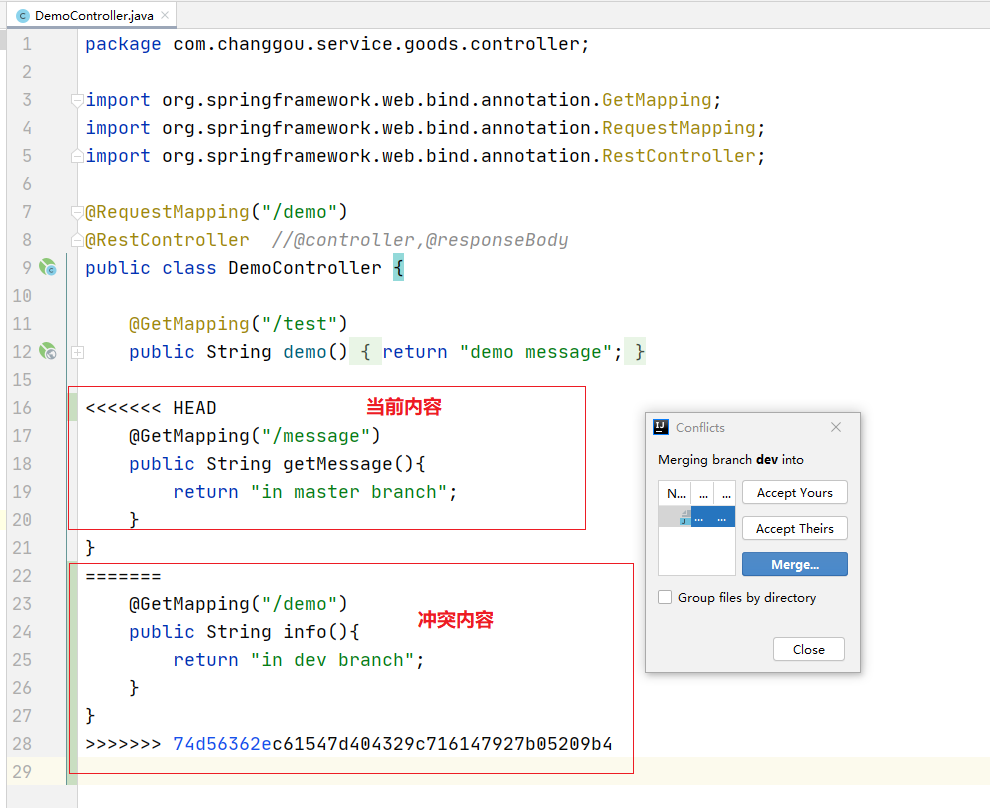 DemoController.java
1 package com.changgou.service.goods.controller;
2
3 import org.springframework.web.bind.annotation.GetMapping;
4 import org.springframework.web.bind.annotation.RequestMapping;
5 import org.springframework.web.bind.annotation.RestController;
6
7 @RequestMapping("/demo")
8 @RestController //@controller,@responseBody
9 public class DemoController {
10
11 @GetMapping("/test")
12 public String demo() { return "demo message"; }
15
16 <<<<<<< HEAD 当前内容
17 @GetMapping("/message")
18 public String getMessage(){
19 return "in master branch";
20 }
21 }
22 =======
23 @GetMapping("/demo")
24 public String info(){ 冲突内容
25 return "in dev branch";
26 }
27 }
28 >>>>>>> 74d56362ec61547d404329c716147927b05209b4
29
Conflicts
Merging branch dev into
N... ... ...
... ...
Accept Yours
Accept Theirs
Merge...
Group files by directory
Close